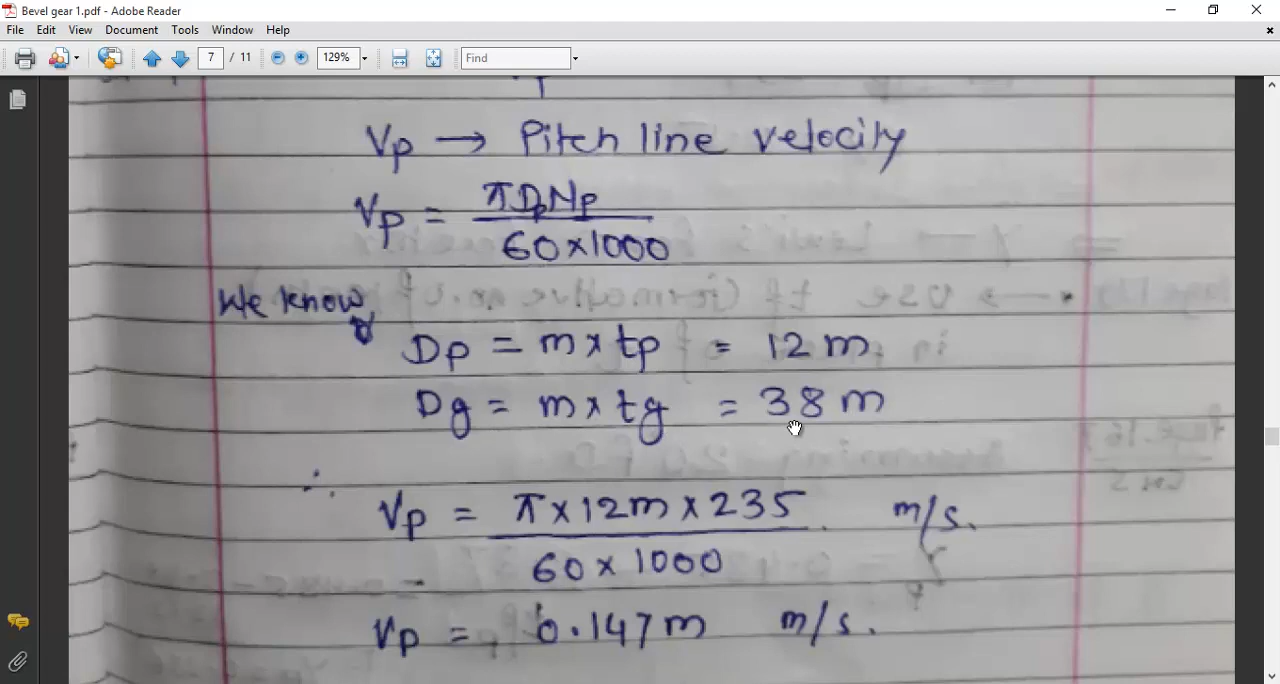 Bevel gear 1.pdf - Adobe Reader
File Edit View Document Tools Window Help
7 / 11 129% Find
Vp → Pitch line velocity
Vp = πDpNp / 60×1000
We know
Dp = m × tp = 12 m
Dg = m × tg = 38 m
∴ Vp = π × 12m × 235 / 60 × 1000 m/s.
Vp = 0.147m m/s.